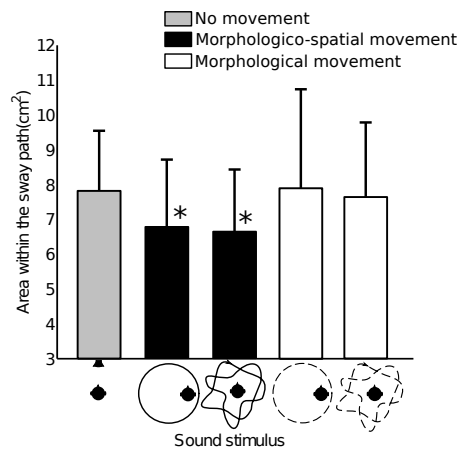 No movement
Morphologico-spatial movement
Morphological movement
Area within the sway path(cm²)
12
11
10
9
8
7
6
5
4
3
*
*
Sound stimulus